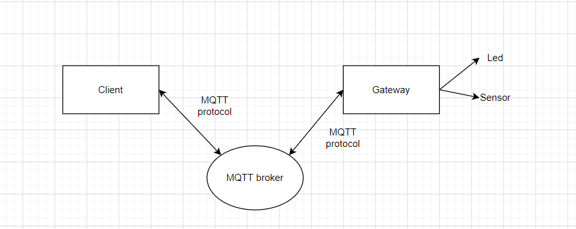 Led
Client
Gateway
Sensor
MQTT
protocol
MQTT
protocol
MQTT broker